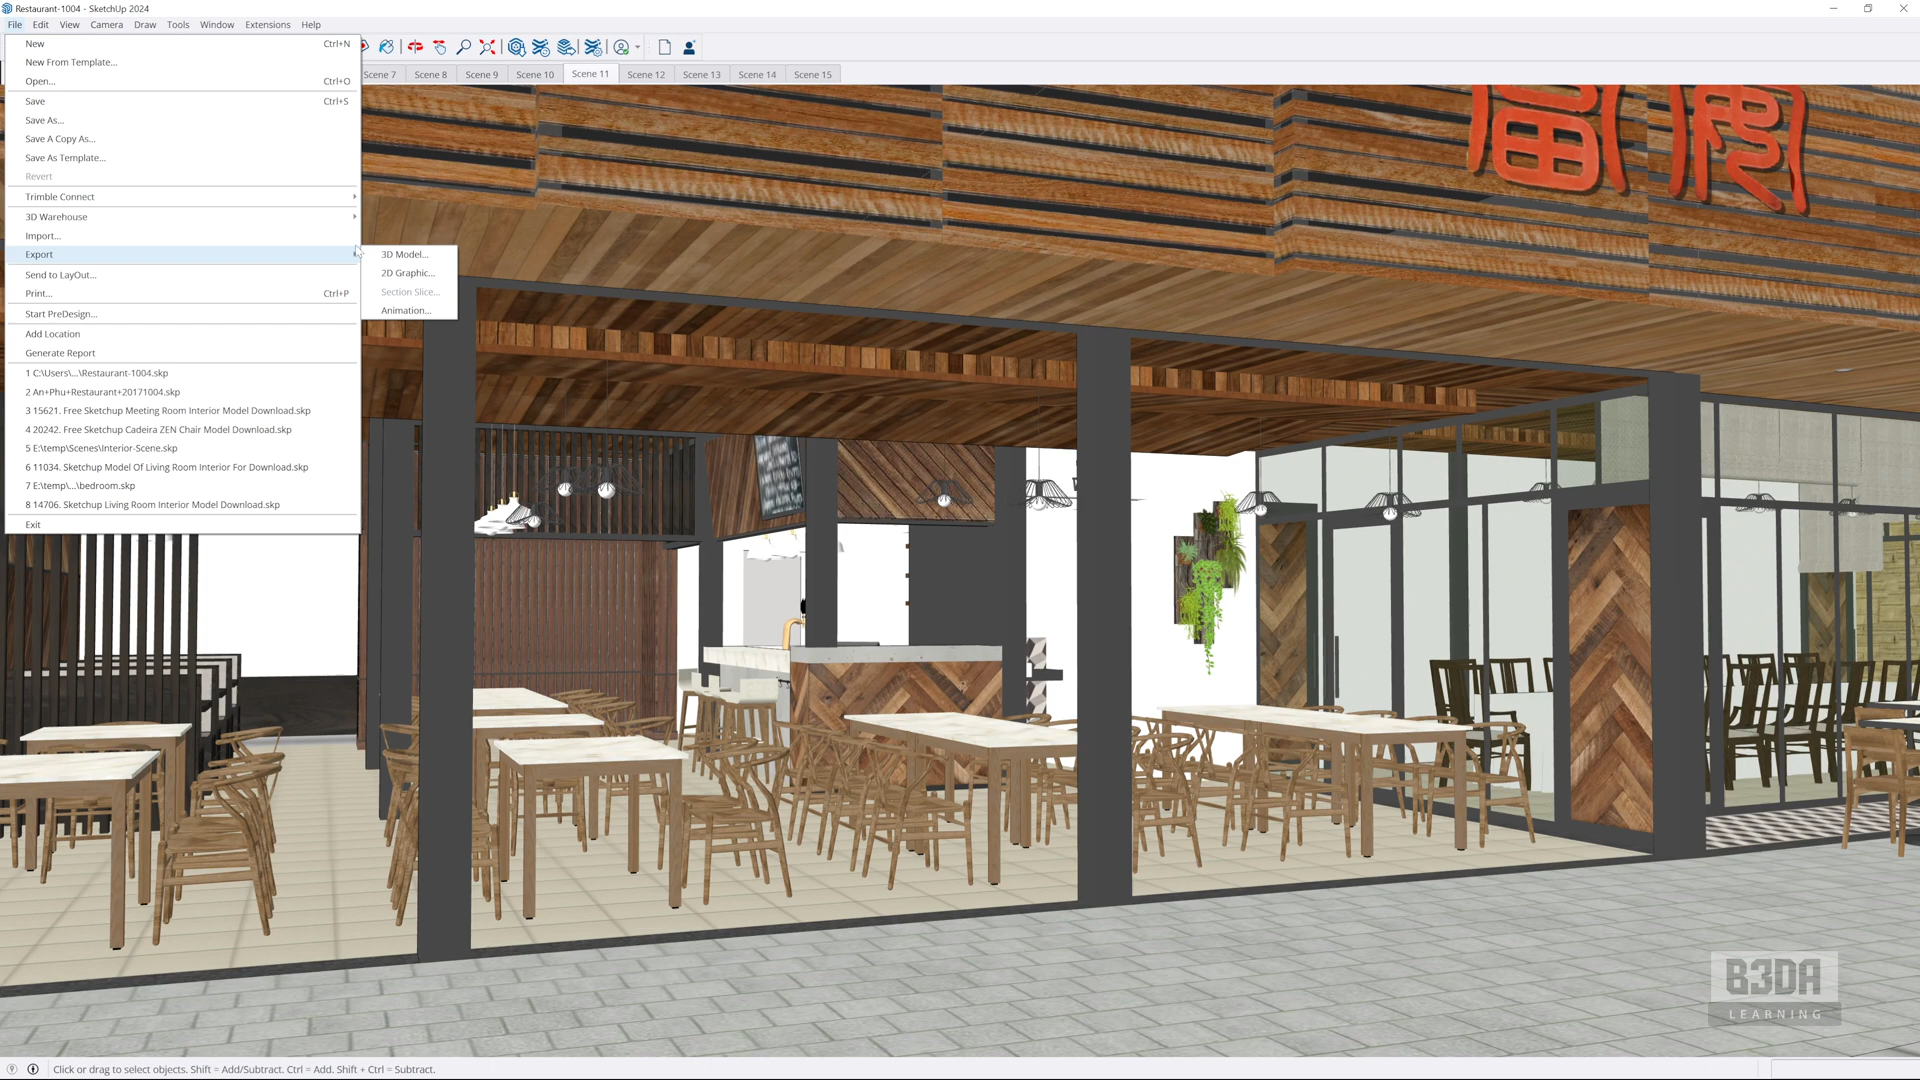 Restaurant-1004 - SketchUp 2024
File Edit View Camera Draw Tools Window Extensions Help
New Ctrl+N
New From Template...
Open... Ctrl+O
Save Ctrl+S
Save As...
Save A Copy As...
Save As Template...
Revert
Trimble Connect
3D Warehouse
Import...
Export
Send to LayOut...
Print... Ctrl+P
Start PreDesign...
Add Location
Generate Report
1 C:\Users\...\Restaurant-1004.skp
2 An+Phu+Restaurant+20171004.skp
3 15621. Free Sketchup Meeting Room Interior Model Download.skp
4 20242. Free Sketchup Cadeira ZEN Chair Model Download.skp
5 E:\temp\Scenes\Interior-Scene.skp
6 11034. Sketchup Model Of Living Room Interior For Download.skp
7 E:\temp\...\bedroom.skp
8 14706. Sketchup Living Room Interior Model Download.skp
Exit
3D Model...
2D Graphic...
Section Slice...
Animation...
Scene 7 Scene 8 Scene 9 Scene 10 Scene 11 Scene 12 Scene 13 Scene 14 Scene 15
B3DA
LEARNING
Click or drag to select objects. Shift = Add/Subtract. Ctrl = Add. Shift + Ctrl = Subtract.